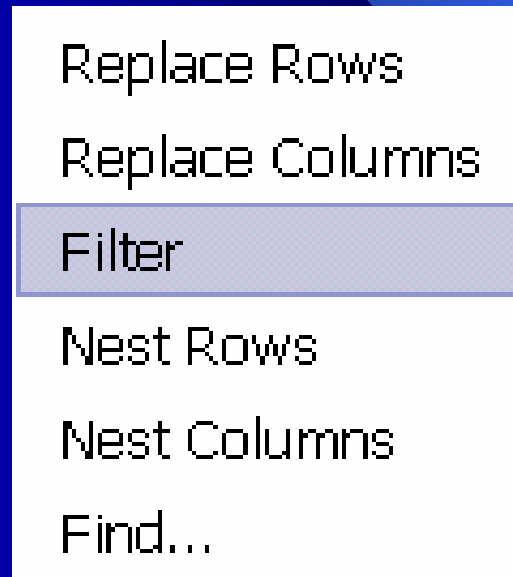 Replace Rows
Replace Columns
Filter
Nest Rows
Nest Columns
Find...